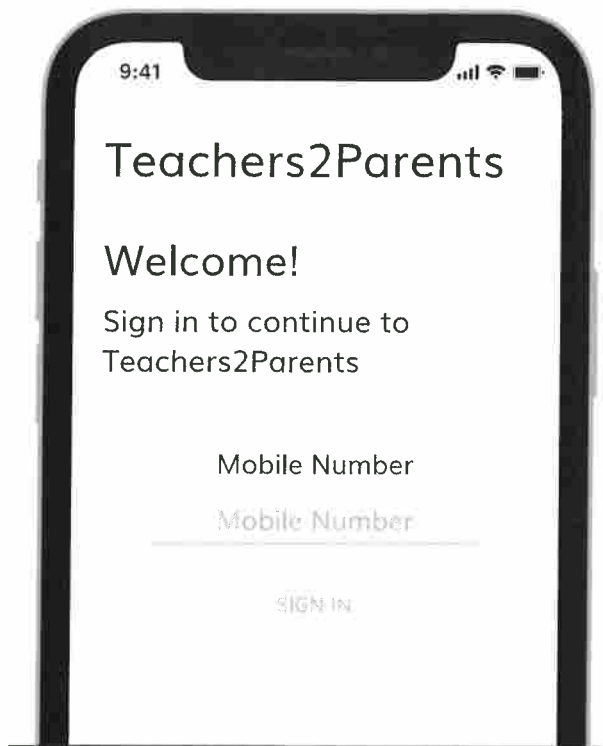 9:41
Teachers2Parents
Welcome!
Sign in to continue to
Teachers2Parents
Mobile Number
Mobile Number
SIGN IN